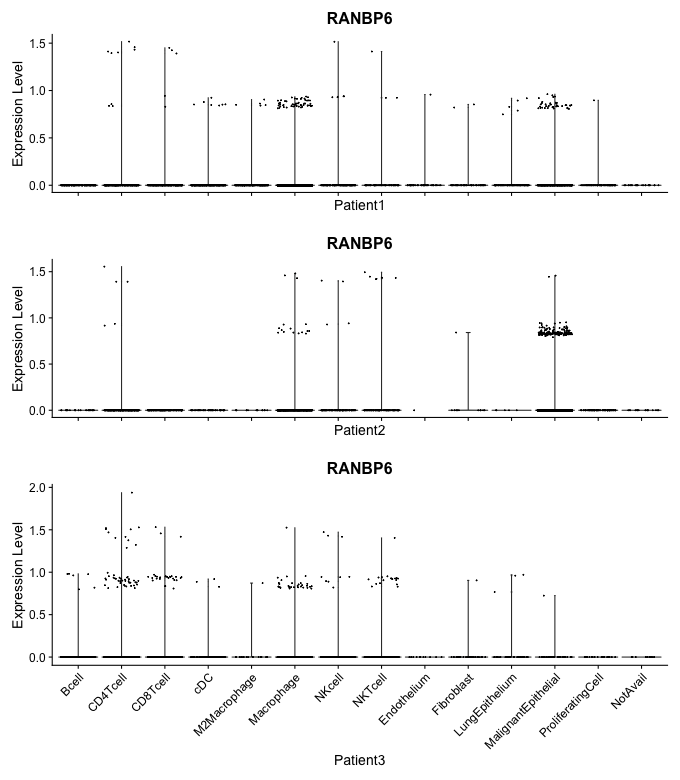 RANBP6
Expression Level
1.5
1.0
0.5
0.0
Patient1
RANBP6
Expression Level
1.5
1.0
0.5
0.0
Patient2
RANBP6
Expression Level
2.0
1.5
1.0
0.5
0.0
Bcell
CD4Tcell
CD8Tcell
cDC
M2Macrophage
Macrophage
NKcell
NKTcell
Endothelium
Fibroblast
LungEpithelium
MalignantEpithelial
ProliferatingCell
NotAvail
Patient3